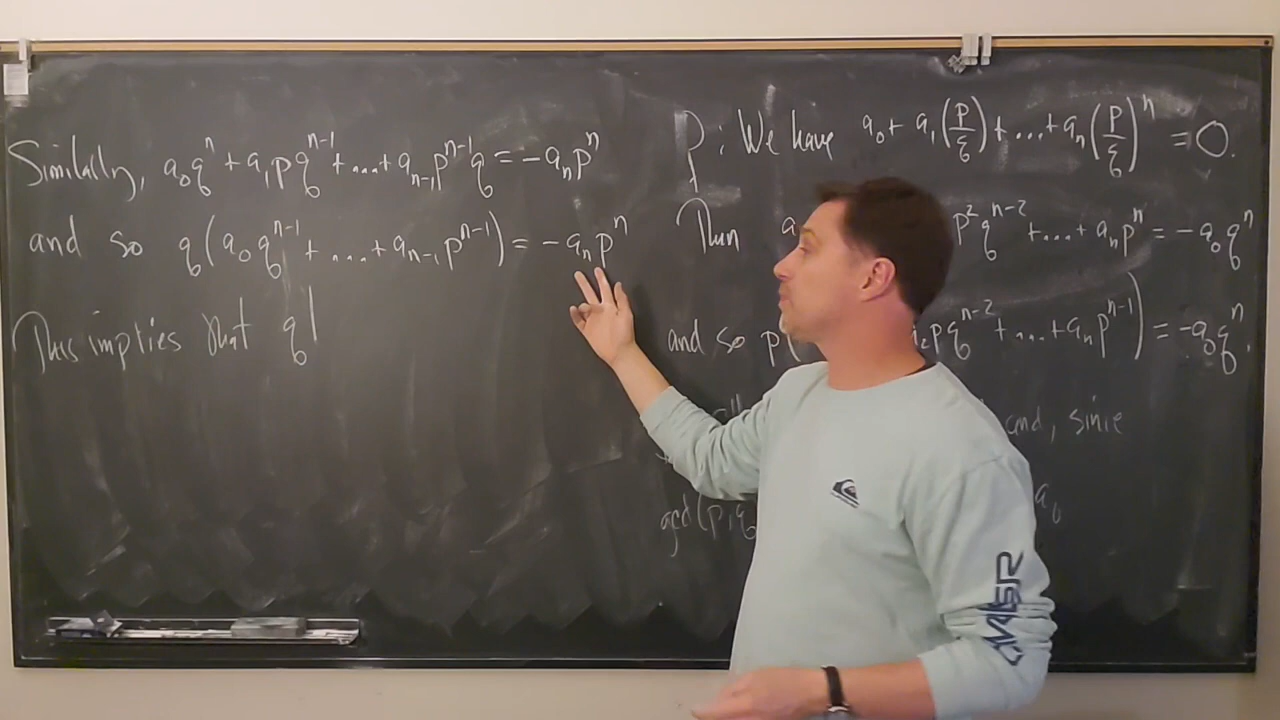 Similarly, a₀qⁿ + a₁pqⁿ⁻¹ + ... + aₙ₋₁pⁿ⁻¹q = -aₙpⁿ
and so q(a₀qⁿ⁻¹ + ... + aₙ₋₁pⁿ⁻¹) = -aₙpⁿ
This implies that q|
P: We have a₀ + a₁(p/q) + ... + aₙ(p/q)ⁿ = 0.
Then a p²qⁿ⁻² + ... + aₙpⁿ = -a₀qⁿ
and so p( a₂pqⁿ⁻² + ... + aₙpⁿ⁻¹) = -a₀qⁿ.
and, since
gcd(p,q a₀
QUIKSILVER